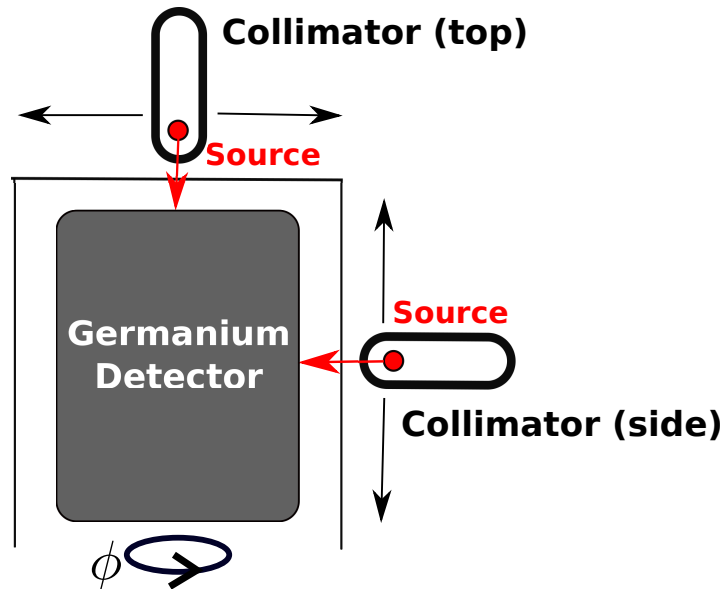 Collimator (top)
Source
Source
Germanium
Detector
Collimator (side)
ϕ